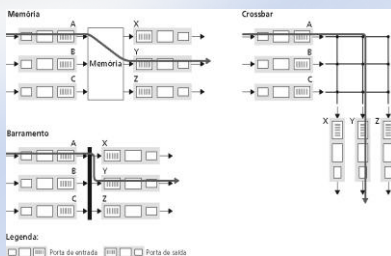 Memória
A
X
B
Memória
Y
C
Z
Crossbar
A
B
C
X Y Z
Barramento
A
X
B
Y
C
Z
Legenda:
Porta de entrada Porta de saída